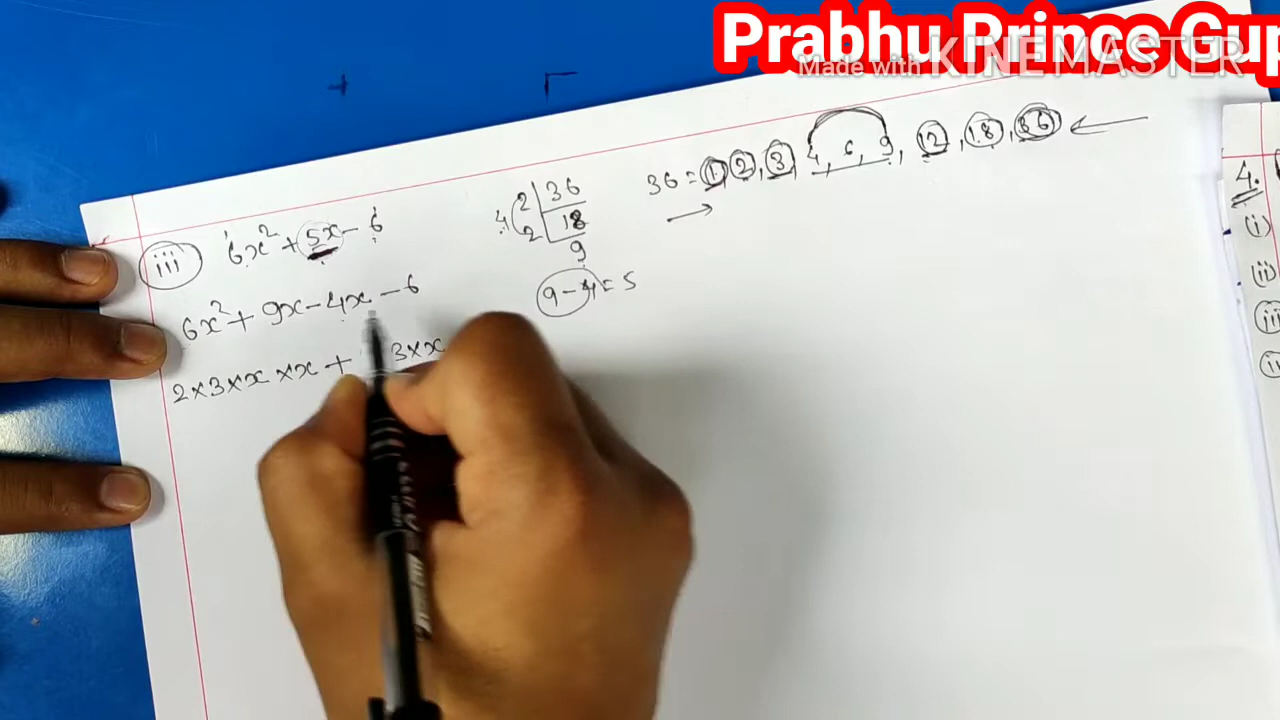 Prabhu Prince Gup
Made with KINEMASTER
36 = 1, 2, 3, 4, 6, 9, 12, 18, 36
iii 6x² + 5x - 6
4 2 36
2 18
9
9 - 4 = 5
6x² + 9x - 4x - 6
2 × 3 × x × x + 3 × x
4.
(i)
(ii)